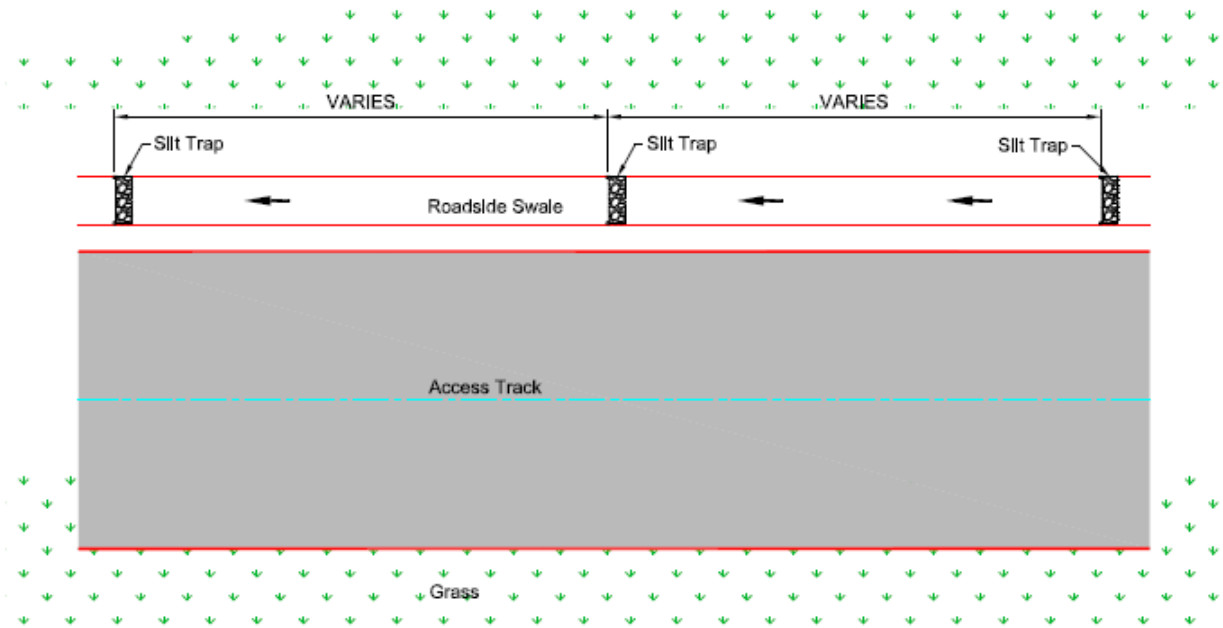 VARIES
VARIES
Silt Trap
Silt Trap
Silt Trap
Roadside Swale
Access Track
Grass